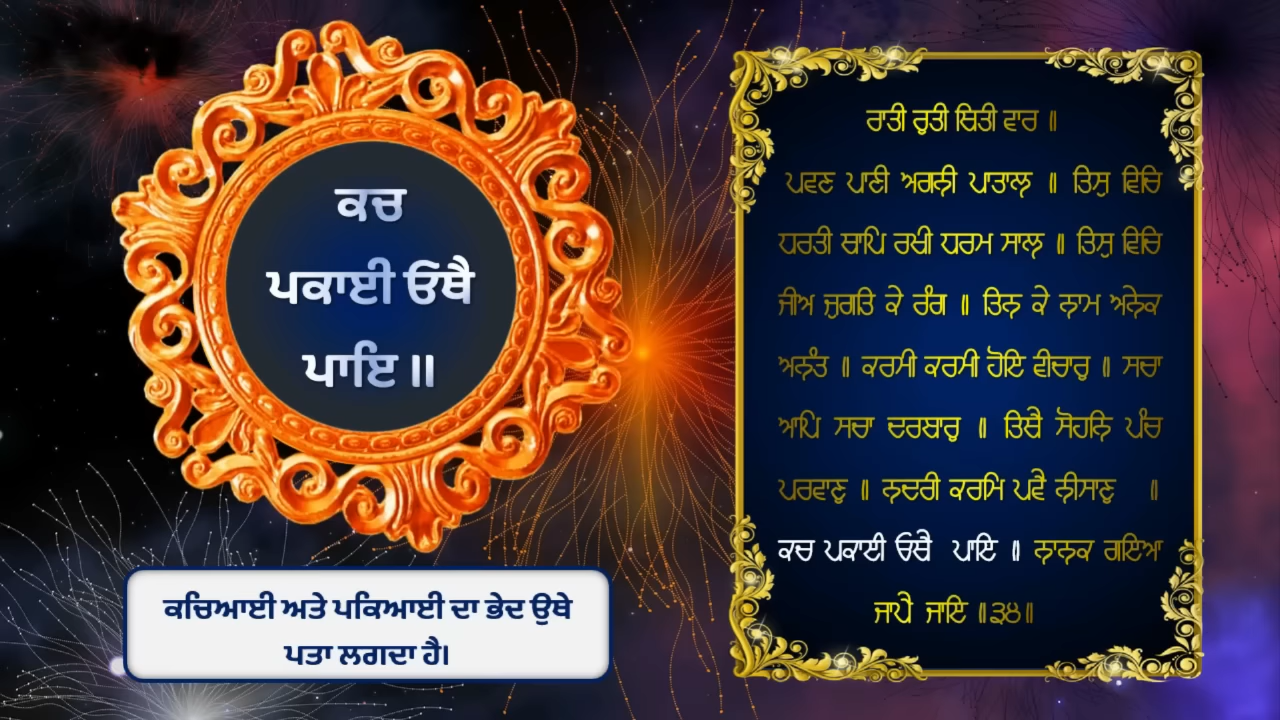 ਕਚ
ਪਕਾਈ ਓਥੈ
ਪਾਇ ॥
ਕਚਿਆਈ ਅਤੇ ਪਕਿਆਈ ਦਾ ਭੇਦ ਉਥੇ
ਪਤਾ ਲਗਦਾ ਹੈ।
ਰਾਤੀ ਰੁਤੀ ਥਿਤੀ ਵਾਰ ॥
ਪਵਣ ਪਾਣੀ ਅਗਨੀ ਪਾਤਾਲ ॥ ਤਿਸੁ ਵਿਚਿ
ਧਰਤੀ ਥਾਪਿ ਰਖੀ ਧਰਮ ਸਾਲ ॥ ਤਿਸੁ ਵਿਚਿ
ਜੀਅ ਜੁਗਤਿ ਕੇ ਰੰਗ ॥ ਤਿਨ ਕੇ ਨਾਮ ਅਨੇਕ
ਅਨੰਤ ॥ ਕਰਮੀ ਕਰਮੀ ਹੋਇ ਵੀਚਾਰੁ ॥ ਸਚਾ
ਆਪਿ ਸਚਾ ਦਰਬਾਰੁ ॥ ਤਿਥੈ ਸੋਹਨਿ ਪੰਚ
ਪਰਵਾਣੁ ॥ ਨਦਰੀ ਕਰਮਿ ਪਵੈ ਨੀਸਾਣੁ ॥
ਕਚ ਪਕਾਈ ਓਥੈ ਪਾਇ ॥ ਨਾਨਕ ਗਇਆ
ਜਾਪੈ ਜਾਇ ॥੩੪॥